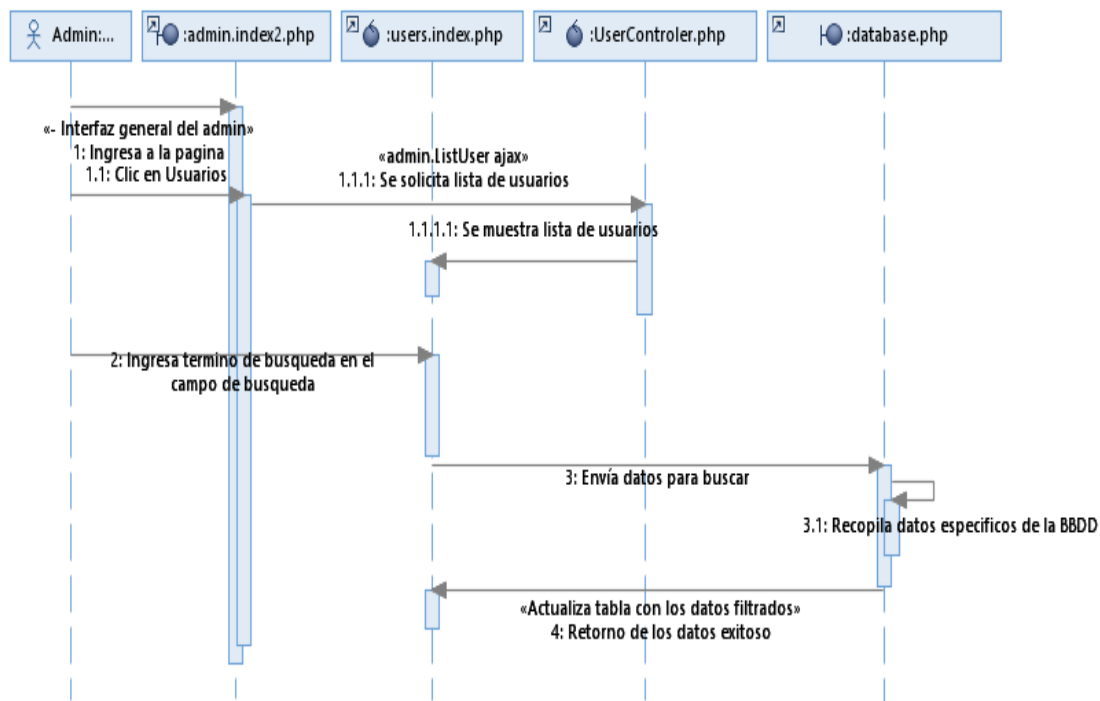 Admin:...
:admin.index2.php
:users.index.php
:UserControler.php
:database.php
«- Interfaz general del admin»
1: Ingresa a la pagina
1.1: Clic en Usuarios
«admin.ListUser ajax»
1.1.1: Se solicita lista de usuarios
1.1.1.1: Se muestra lista de usuarios
2: Ingresa termino de busqueda en el
campo de busqueda
3: Envía datos para buscar
3.1: Recopila datos especificos de la BBDD
«Actualiza tabla con los datos filtrados»
4: Retorno de los datos exitoso